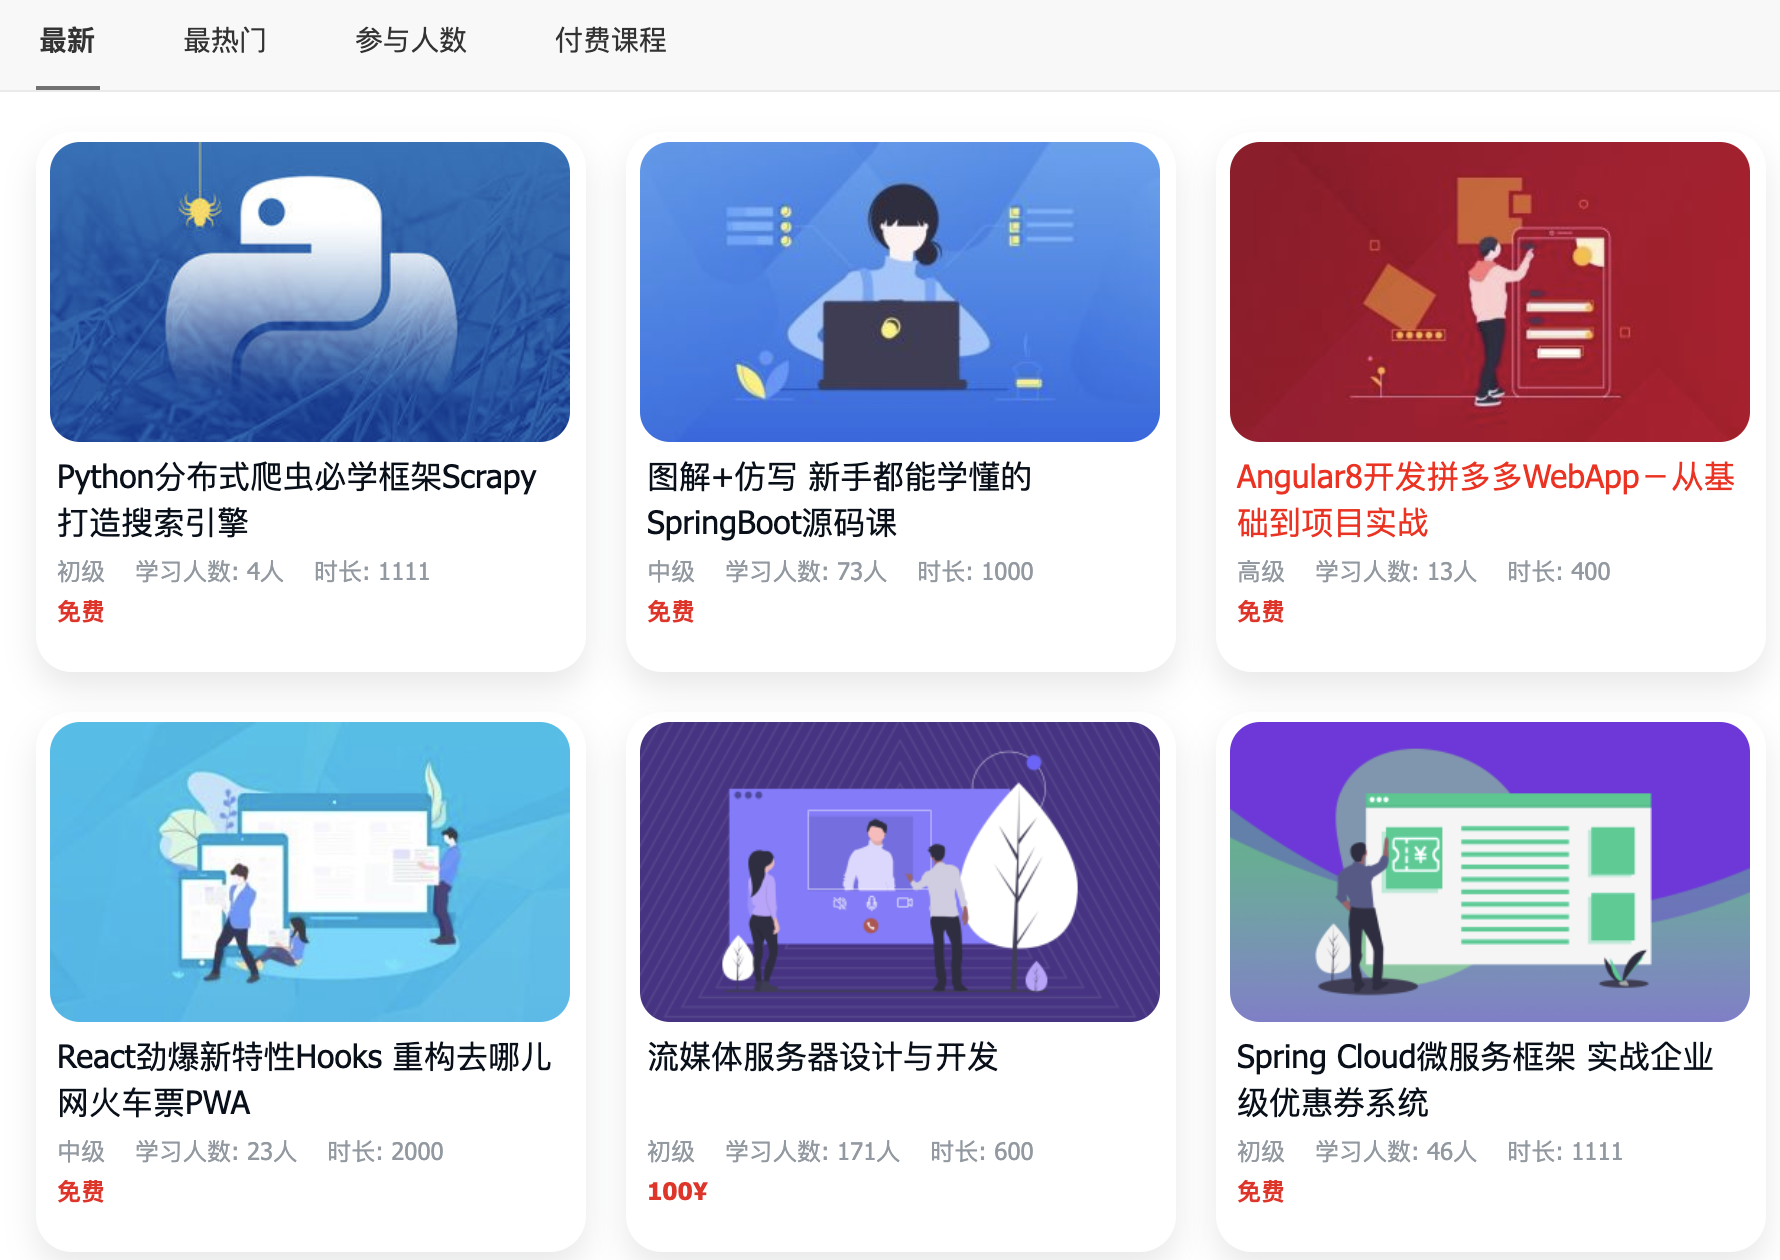 最新 最热门 参与人数 付费课程
Python分布式爬虫必学框架Scrapy
打造搜索引擎
初级 学习人数: 4人 时长: 1111
免费
图解+仿写 新手都能学懂的
SpringBoot源码课
中级 学习人数: 73人 时长: 1000
免费
Angular8开发拼多多WebApp－从基
础到项目实战
高级 学习人数: 13人 时长: 400
免费
React劲爆新特性Hooks 重构去哪儿
网火车票PWA
中级 学习人数: 23人 时长: 2000
免费
流媒体服务器设计与开发
初级 学习人数: 171人 时长: 600
100¥
¥
Spring Cloud微服务框架 实战企业
级优惠券系统
初级 学习人数: 46人 时长: 1111
免费